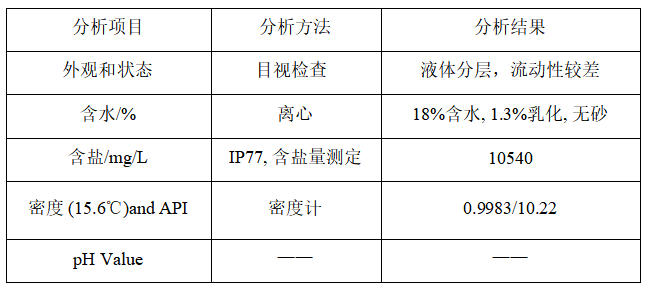 分析项目 分析方法 分析结果
外观和状态 目视检查 液体分层，流动性较差
含水/% 离心 18%含水, 1.3%乳化, 无砂
含盐/mg/L IP77, 含盐量测定 10540
密度 (15.6℃)and API 密度计 0.9983/10.22
pH Value —— ——